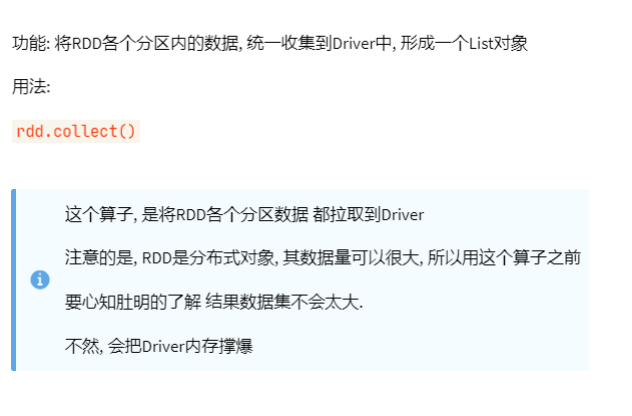 功能: 将RDD各个分区内的数据, 统一收集到Driver中, 形成一个List对象
用法:
rdd.collect()
这个算子, 是将RDD各个分区数据 都拉取到Driver
注意的是, RDD是分布式对象, 其数据量可以很大, 所以用这个算子之前
要心知肚明的了解 结果数据集不会太大.
不然, 会把Driver内存撑爆